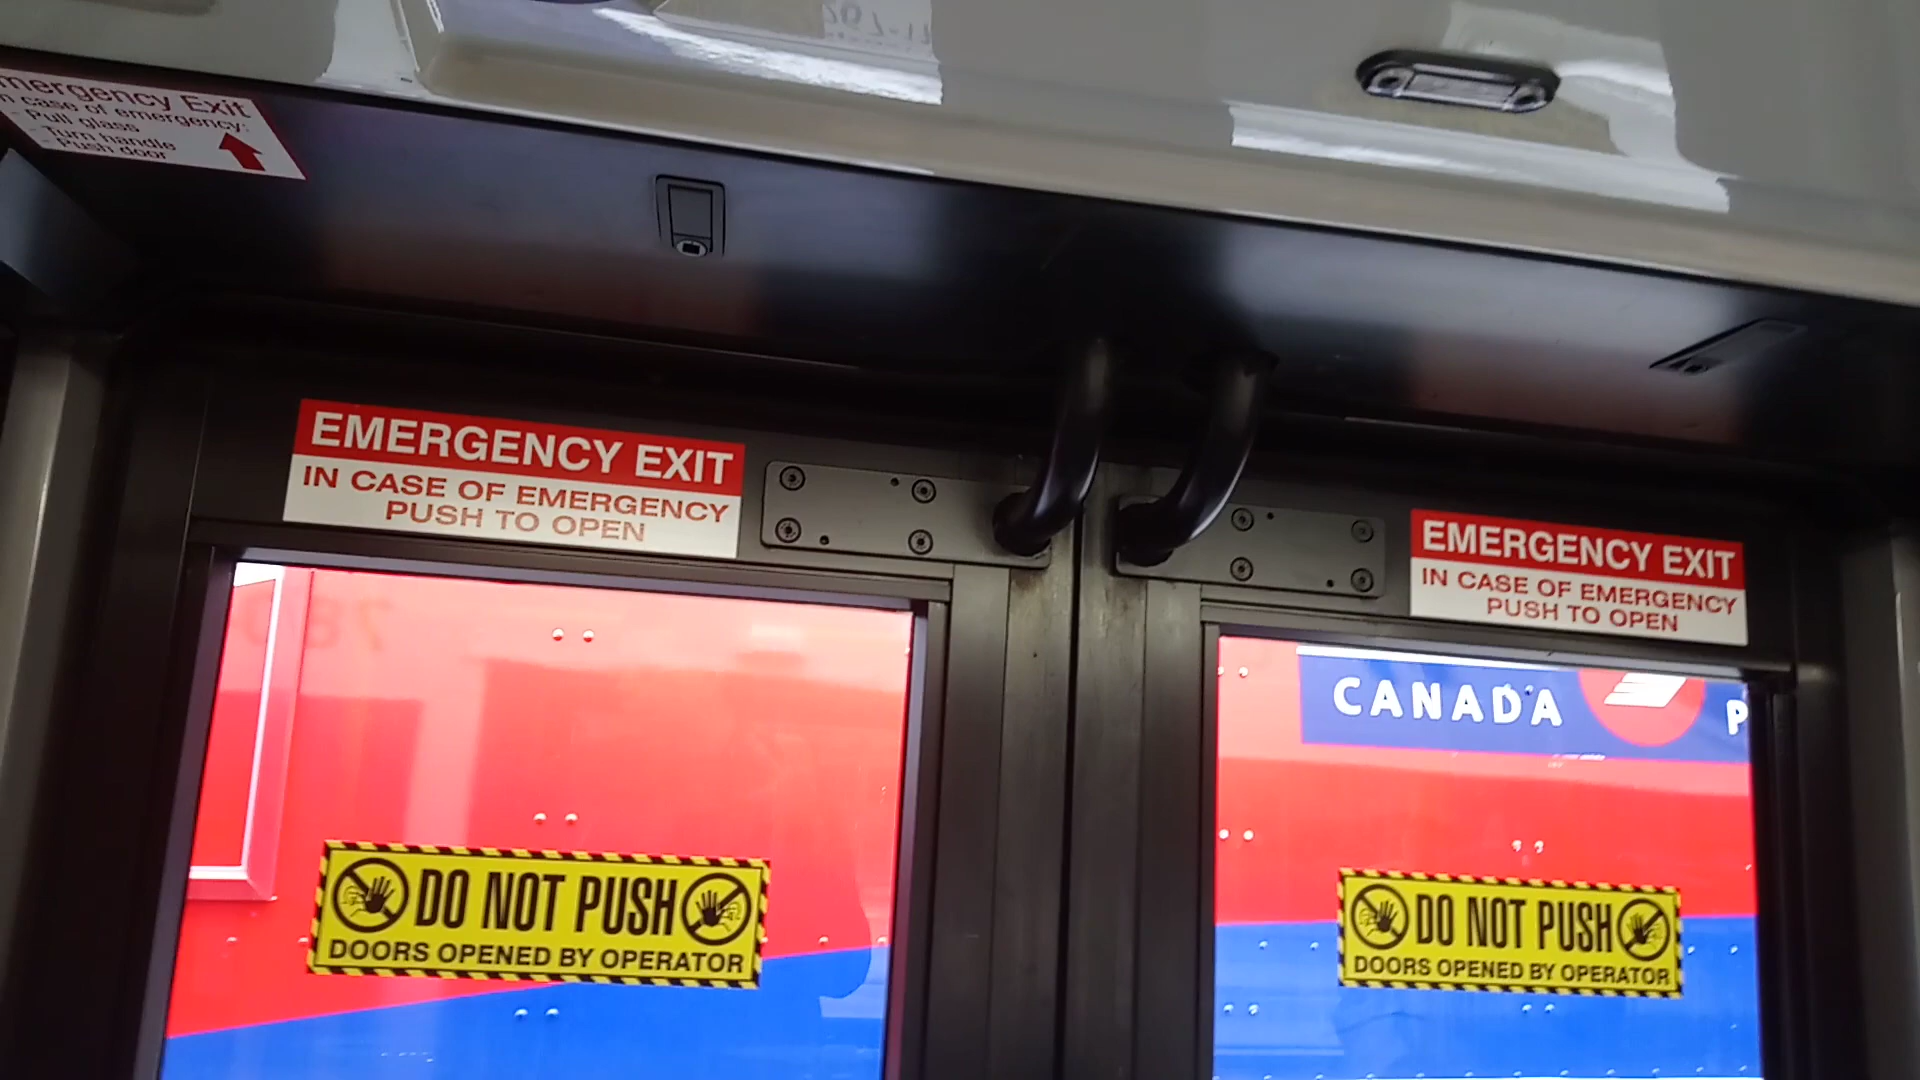 mergency Exit
n case of emergency:
- Pull glass
- Turn handle
- Push door
EMERGENCY EXIT
IN CASE OF EMERGENCY
PUSH TO OPEN
EMERGENCY EXIT
IN CASE OF EMERGENCY
PUSH TO OPEN
CANADA P
DO NOT PUSH
DOORS OPENED BY OPERATOR
DO NOT PUSH
DOORS OPENED BY OPERATOR